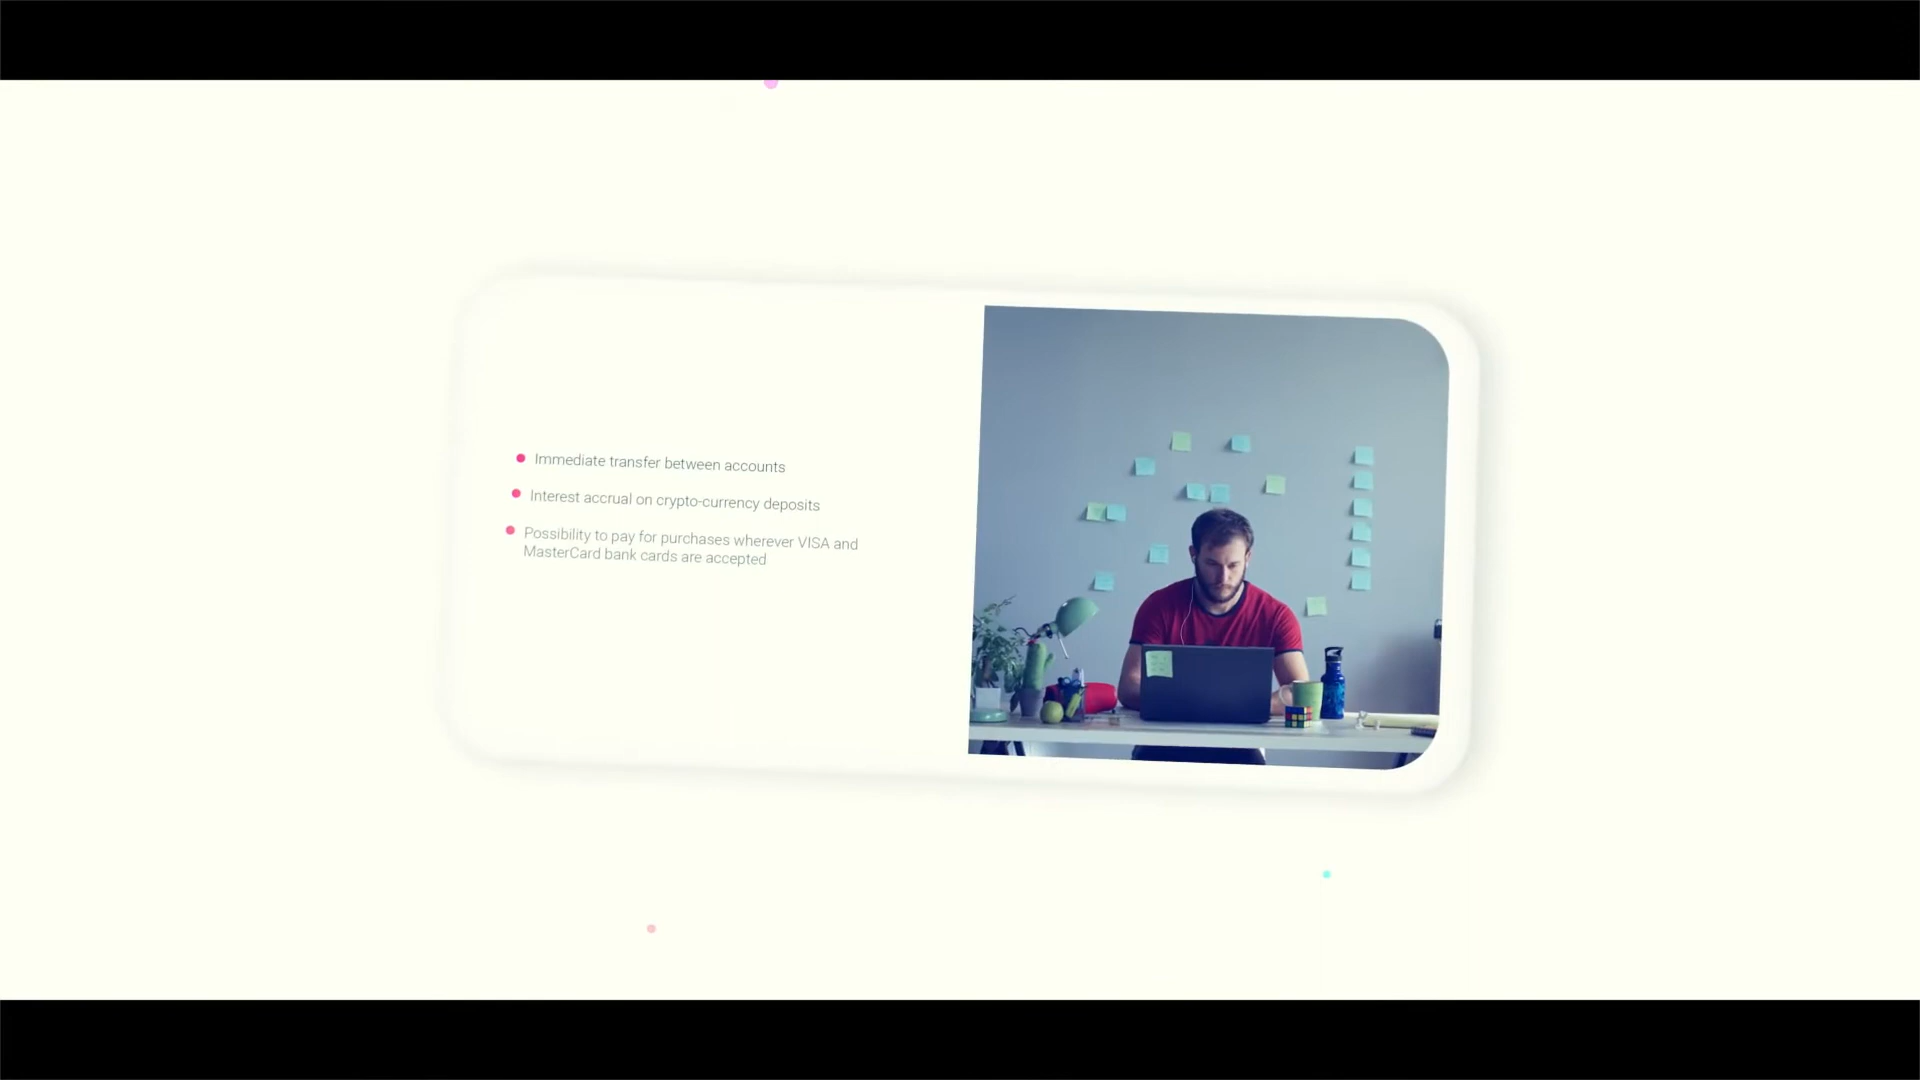 Immediate transfer between accounts
Interest accrual on crypto-currency deposits
Possibility to pay for purchases wherever VISA and
MasterCard bank cards are accepted